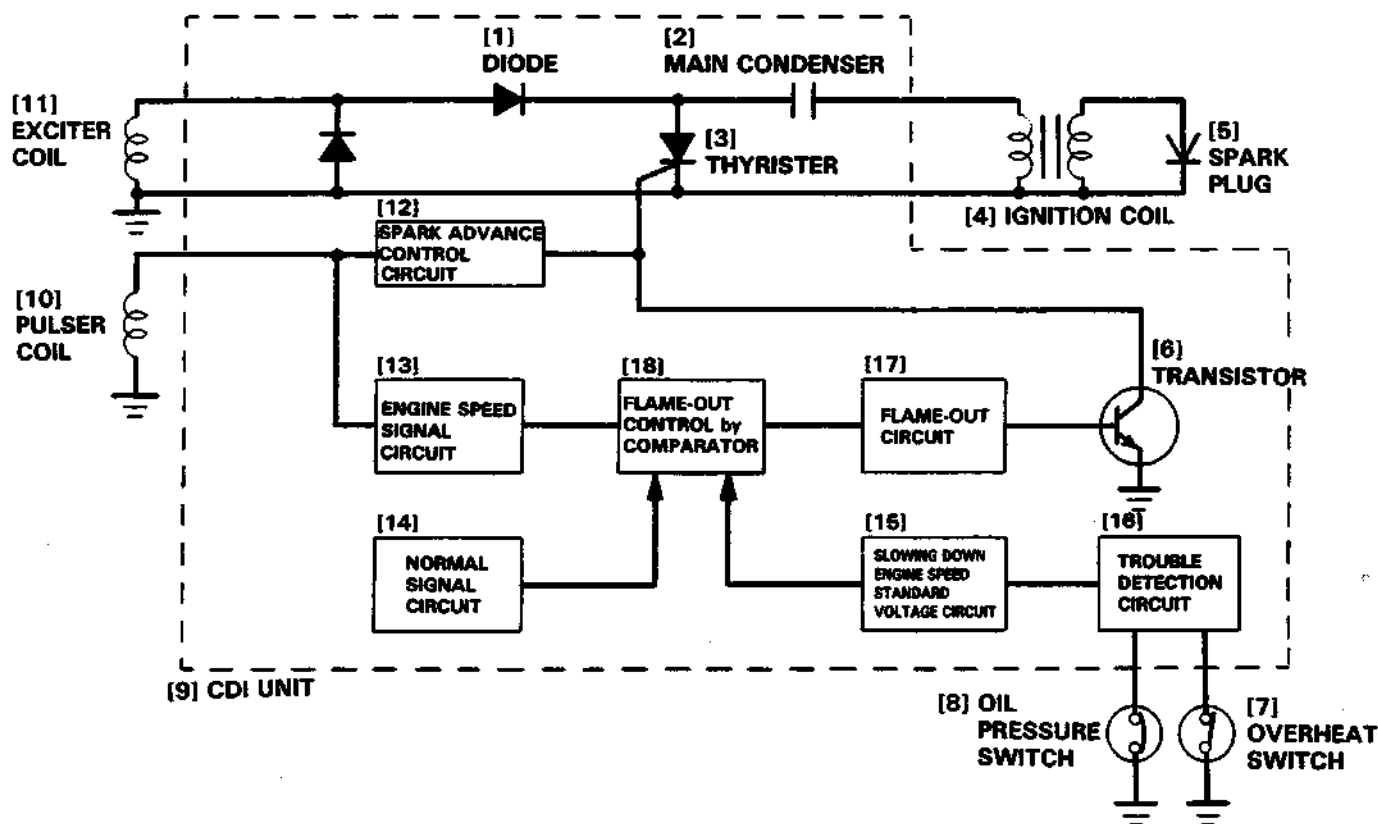 [1]
DIODE
[2]
MAIN CONDENSER
[11]
EXCITER
COIL
[3]
THYRISTER
[5]
SPARK
PLUG
[4] IGNITION COIL
[12]
SPARK ADVANCE
CONTROL
CIRCUIT
[10]
PULSER
COIL
[6]
TRANSISTOR
[13]
ENGINE SPEED
SIGNAL
CIRCUIT
[18]
FLAME-OUT
CONTROL by
COMPARATOR
[17]
FLAME-OUT
CIRCUIT
[14]
NORMAL
SIGNAL
CIRCUIT
[15]
SLOWING DOWN
ENGINE SPEED
STANDARD
VOLTAGE CIRCUIT
[16]
TROUBLE
DETECTION
CIRCUIT
[9] CDI UNIT
[8] OIL
PRESSURE
SWITCH
[7]
OVERHEAT
SWITCH